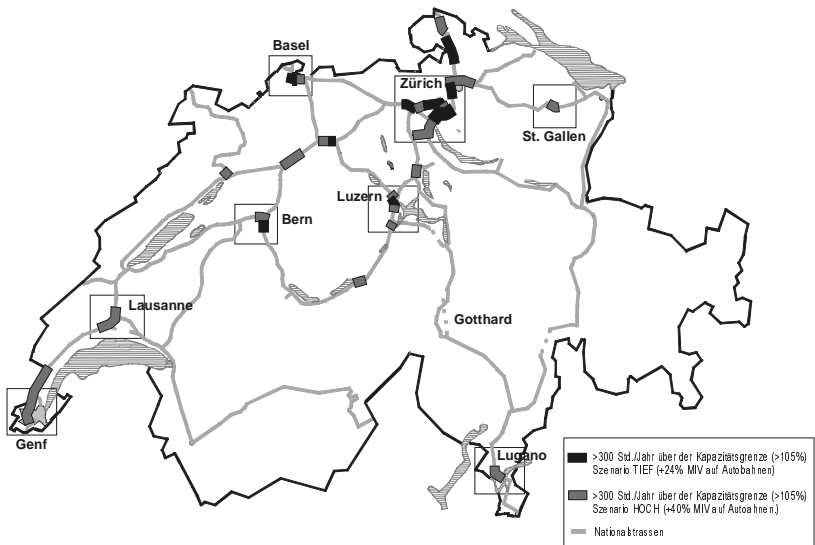 Basel
Zürich
St. Gallen
Luzern
Bern
Lausanne
Gotthard
Genf
Lugano
>300 Std./Jahr über der Kapazitätsgrenze (>105%)
Szenario TIEF (+24% MIV auf Autobahnen)
>300 Std./Jahr über der Kapazitätsgrenze (>105%)
Szenario HOCH (+40% MIV auf Autoahnen.)
Nationalstrassen